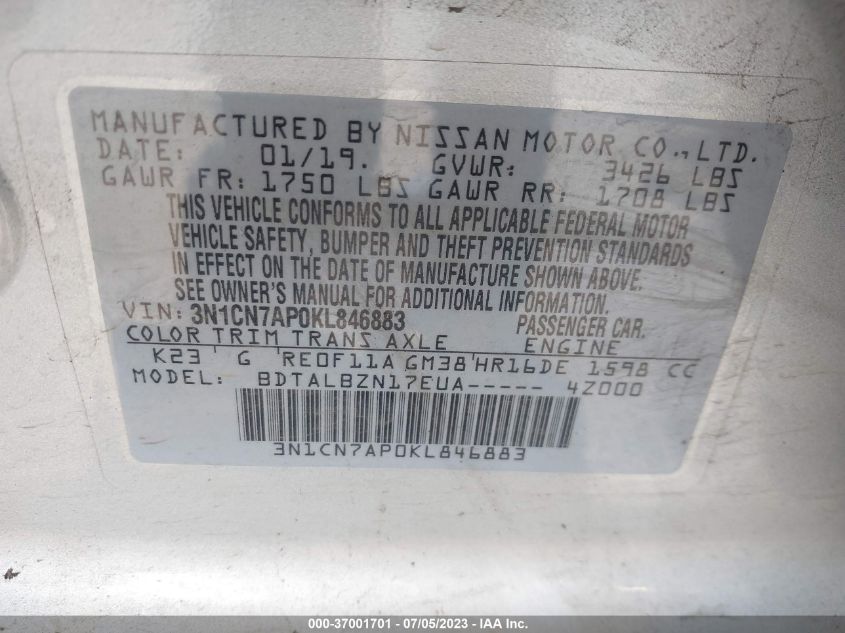 MANUFACTURED BY NISSAN MOTOR CO.,LTD.
DATE: 01/19. GVWR: 3426 LBS
GAWR FR: 1750 LBS GAWR RR: 1708 LBS
THIS VEHICLE CONFORMS TO ALL APPLICABLE FEDERAL MOTOR
VEHICLE SAFETY, BUMPER AND THEFT PREVENTION STANDARDS
IN EFFECT ON THE DATE OF MANUFACTURE SHOWN ABOVE.
SEE OWNER'S MANUAL FOR ADDITIONAL INFORMATION.
VIN: 3N1CN7AP0KL846883 PASSENGER CAR.
COLOR TRIM TRANS AXLE ENGINE
K23 G RE0F11A GM38 HR16DE 1598 CC
MODEL: BDTALBZN17EUA----- 4Z000
3N1CN7AP0KL846883
000-37001701 - 07/05/2023 - © IAA Inc.